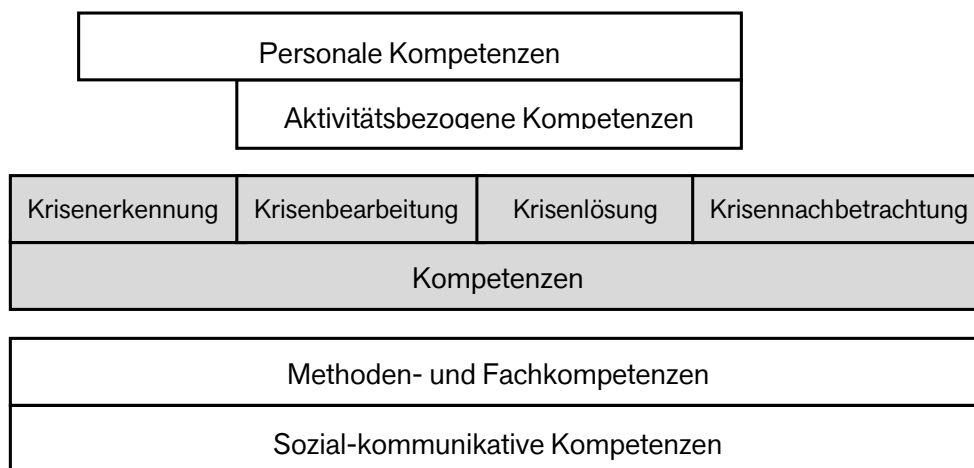 Personale Kompetenzen
Aktivitätsbezogene Kompetenzen
Krisenerkennung Krisenbearbeitung Krisenlösung Krisennachbetrachtung
Kompetenzen
Methoden- und Fachkompetenzen
Sozial-kommunikative Kompetenzen